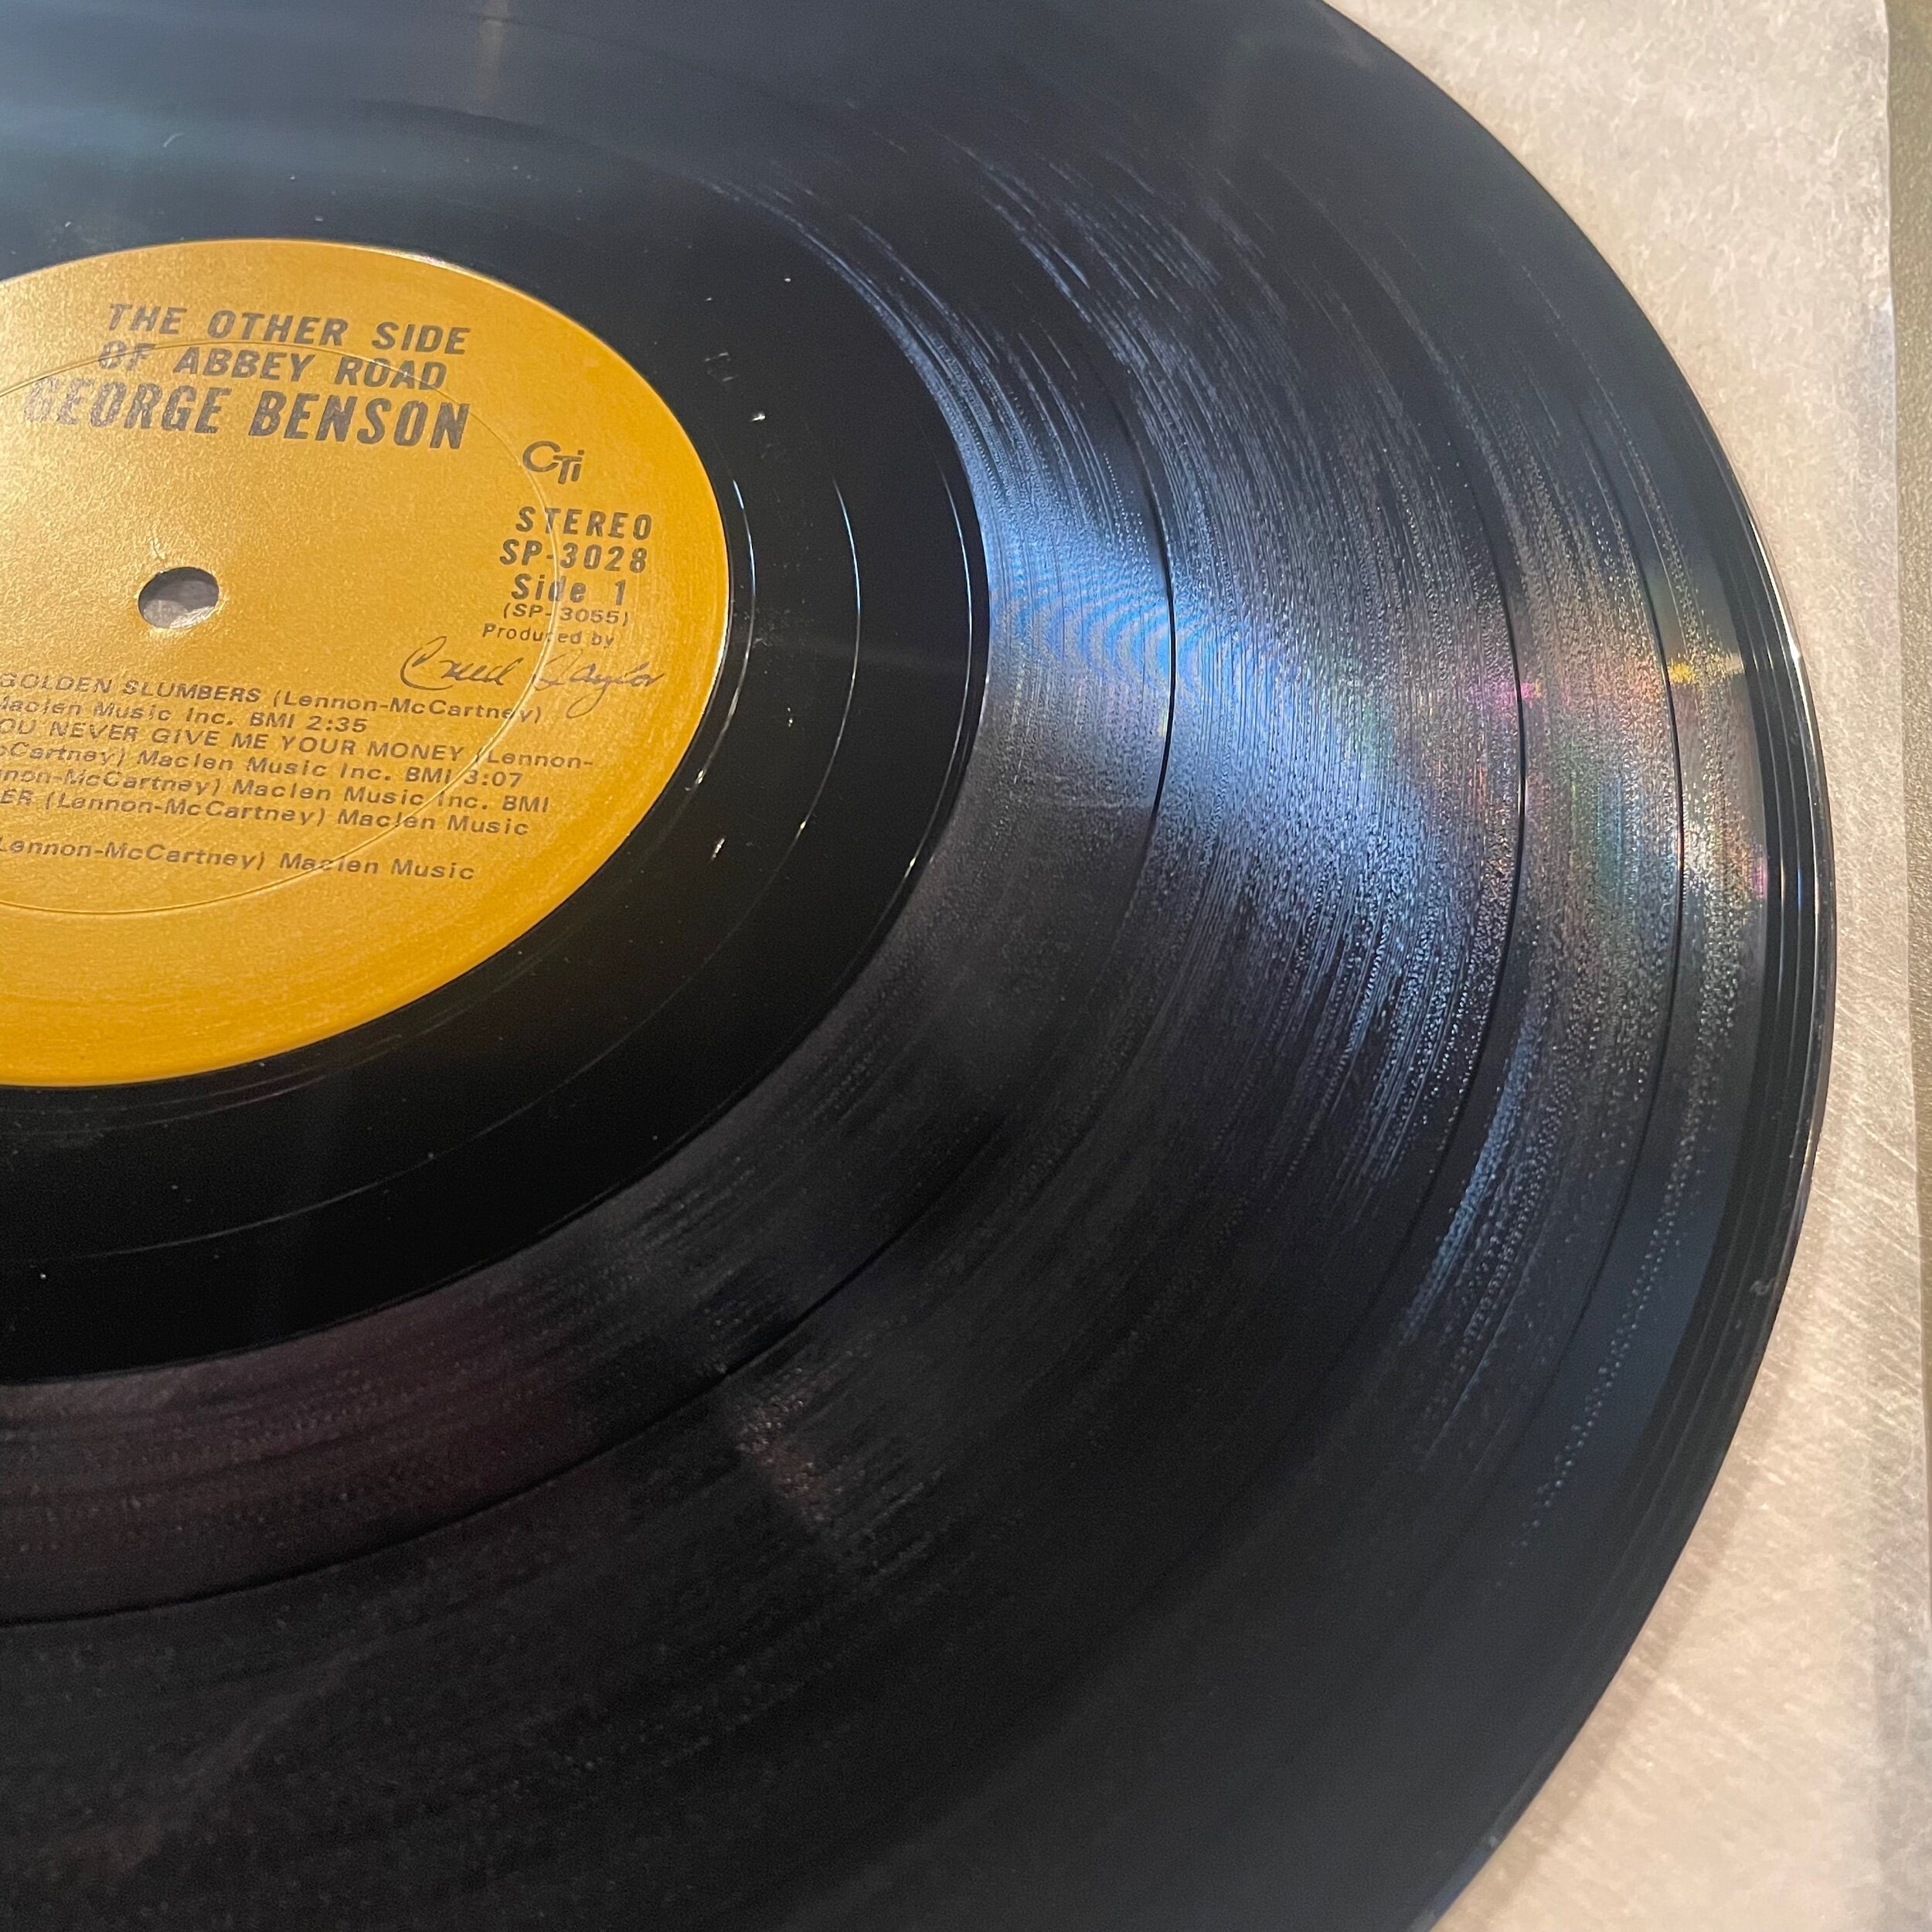 THE OTHER SIDE
OF ABBEY ROAD
GEORGE BENSON
CTi
STEREO
SP-3028
Side 1
(SP-3055)
Produced by
Creed Taylor
GOLDEN SLUMBERS (Lennon-McCartney)
Maclen Music Inc. BMI 2:35
YOU NEVER GIVE ME YOUR MONEY (Lennon-
McCartney) Maclen Music Inc. BMI 3:07
(Lennon-McCartney) Maclen Music Inc. BMI
(Lennon-McCartney) Maclen Music
Lennon-McCartney) Maclen Music